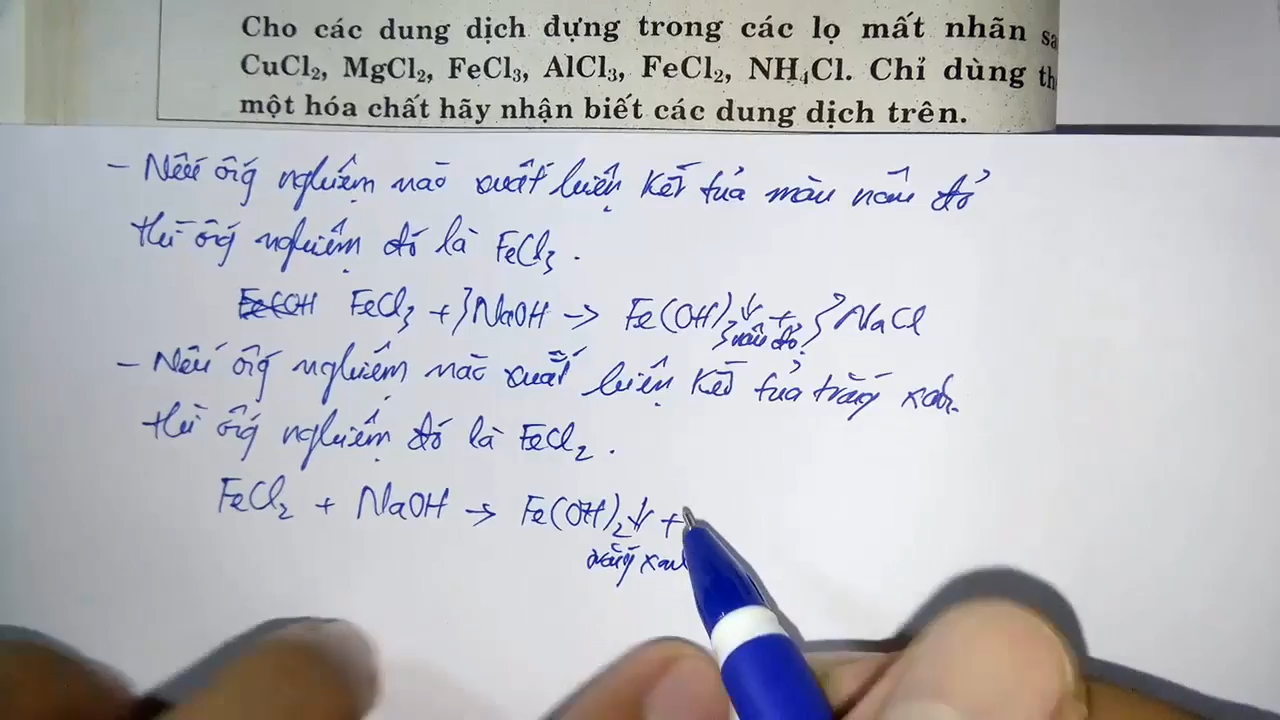 Cho các dung dịch đựng trong các lọ mất nhãn sa
CuCl₂, MgCl₂, FeCl₃, AlCl₃, FeCl₂, NH₄Cl. Chỉ dùng th
một hóa chất hãy nhận biết các dung dịch trên.
- Nếu ống nghiệm nào xuất hiện kết tủa màu nâu đỏ
thì ống nghiệm đó là FeCl₃.
FeCl₃ + 3NaOH → Fe(OH)₃↓ + 3NaCl
nâu đỏ
- Nếu ống nghiệm nào xuất hiện kết tủa trắng xanh
thì ống nghiệm đó là FeCl₂.
FeCl₂ + NaOH → Fe(OH)₂↓ +
trắng xan